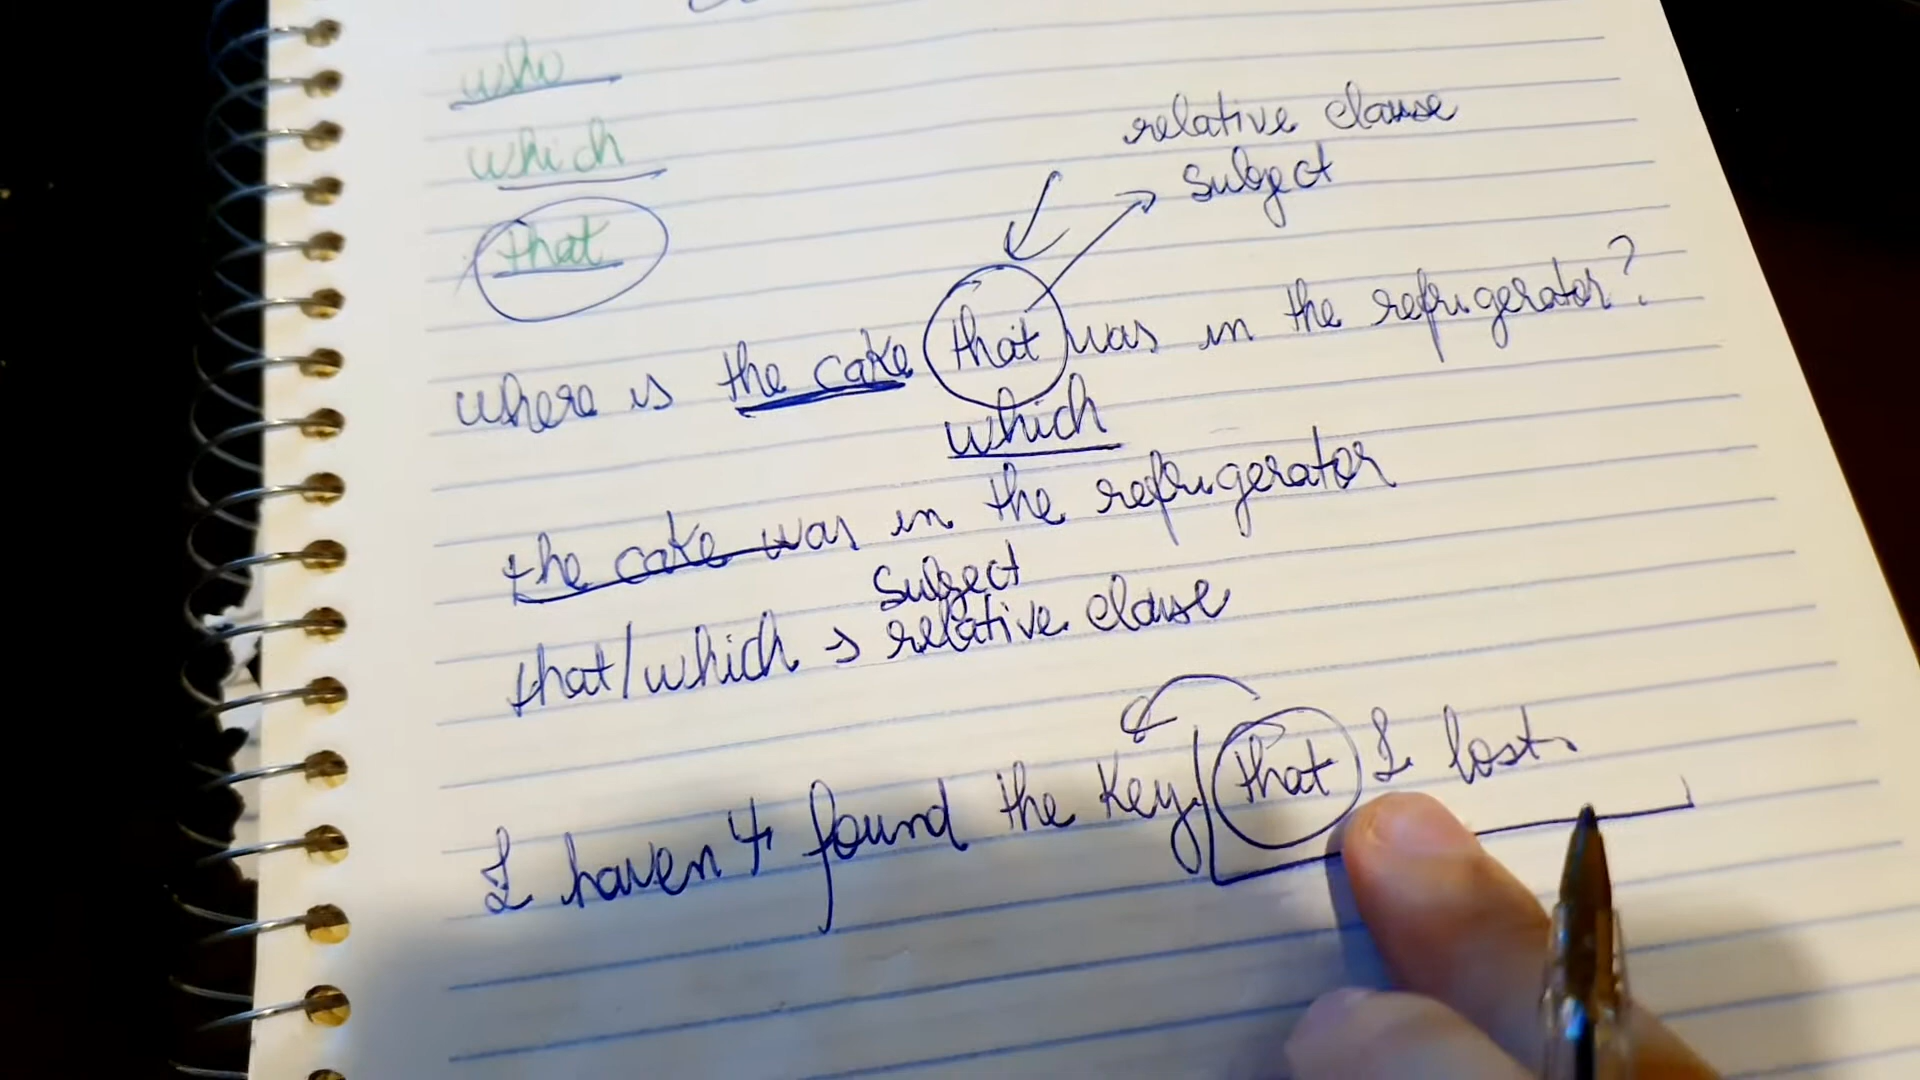 who
which
that
relative clause
subject
where is the cake that was in the refrigerator?
which
the cake was in the refrigerator
subject
that/which → relative clause
I haven't found the key that I lost.